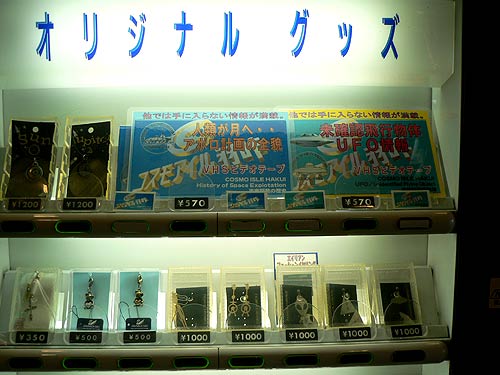 オリジナル グッズ
他では手に入らない情報が満載。
人類が月へ・・
アポロ計画の全貌
VHSビデオテープ
COSMO ISLE HAKUI
History of Space Exploration
他では手に入らない情報が満載。
未確認飛行物体
UFO情報
VHSビデオテープ
COSMO ISLE HAKUI
¥1200
¥1200
¥570
¥570
¥350
¥500
¥500
¥1000
¥1000
¥1000
¥1000
¥1000